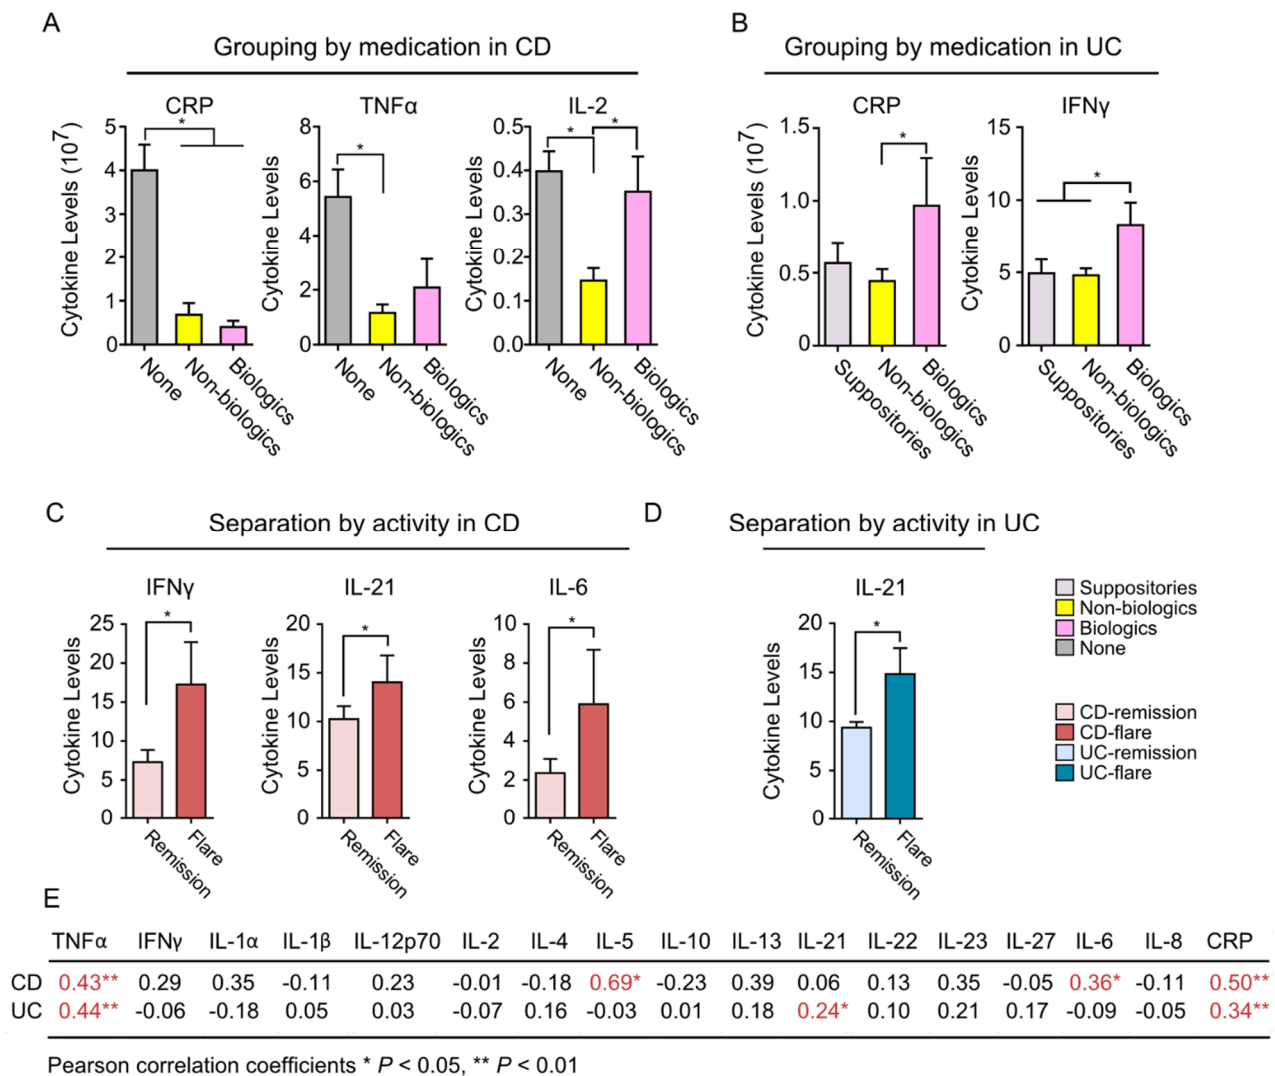 A
Grouping by medication in CD
CRP
TNFα
IL-2
Cytokine Levels (10⁷)
5
4
3
2
1
0
*
None
Non-biologics
Biologics
Cytokine Levels
8
6
4
2
0
*
None
Non-biologics
Biologics
Cytokine Levels
0.5
0.4
0.3
0.2
0.1
0.0
*
*
None
Non-biologics
Biologics
B
Grouping by medication in UC
CRP
IFNγ
Cytokine Levels (10⁷)
1.5
1.0
0.5
0
*
Suppositories
Non-biologics
Biologics
Cytokine Levels
15
10
5
0
*
Suppositories
Non-biologics
Biologics
C
Separation by activity in CD
IFNγ
IL-21
IL-6
Cytokine Levels
25
20
15
10
5
0
*
Remission
Flare
Cytokine Levels
20
15
10
5
0
*
Remission
Flare
Cytokine Levels
10
8
6
4
2
0
*
Remission
Flare
D
Separation by activity in UC
IL-21
Cytokine Levels
20
15
10
5
0
*
Remission
Flare
Suppositories
Non-biologics
Biologics
None
CD-remission
CD-flare
UC-remission
UC-flare
E
TNFα IFNγ IL-1α IL-1β IL-12p70 IL-2 IL-4 IL-5 IL-10 IL-13 IL-21 IL-22 IL-23 IL-27 IL-6 IL-8 CRP
CD 0.43** 0.29 0.35 -0.11 0.23 -0.01 -0.18 0.69* -0.23 0.39 0.06 0.13 0.35 -0.05 0.36* -0.11 0.50**
UC 0.44** -0.06 -0.18 0.05 0.03 -0.07 0.16 -0.03 0.01 0.18 0.24* 0.10 0.21 0.17 -0.09 -0.05 0.34**
Pearson correlation coefficients * P < 0.05, ** P < 0.01